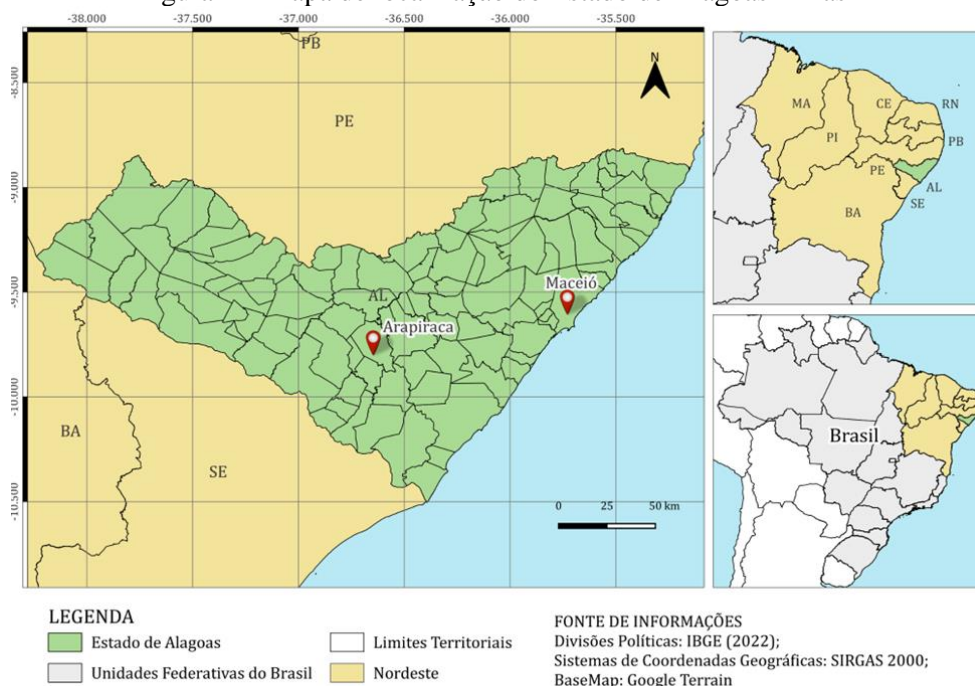 -38.000 -37.000 -36.500 -36.000 -35.500
-8.500
-9.000
-9.500
-10.000
-10.500
PB
PE
N
AL
Maceió
Arapiraca
BA
SE
0 25 50 km
MA
CE
RN
PI
PB
PE
AL
SE
BA
Brasil
LEGENDA
Estado de Alagoas
Limites Territoriais
Unidades Federativas do Brasil
Nordeste
FONTE DE INFORMAÇÕES
Divisões Políticas: IBGE (2022);
Sistemas de Coordenadas Geográficas: SIRGAS 2000;
BaseMap: Google Terrain